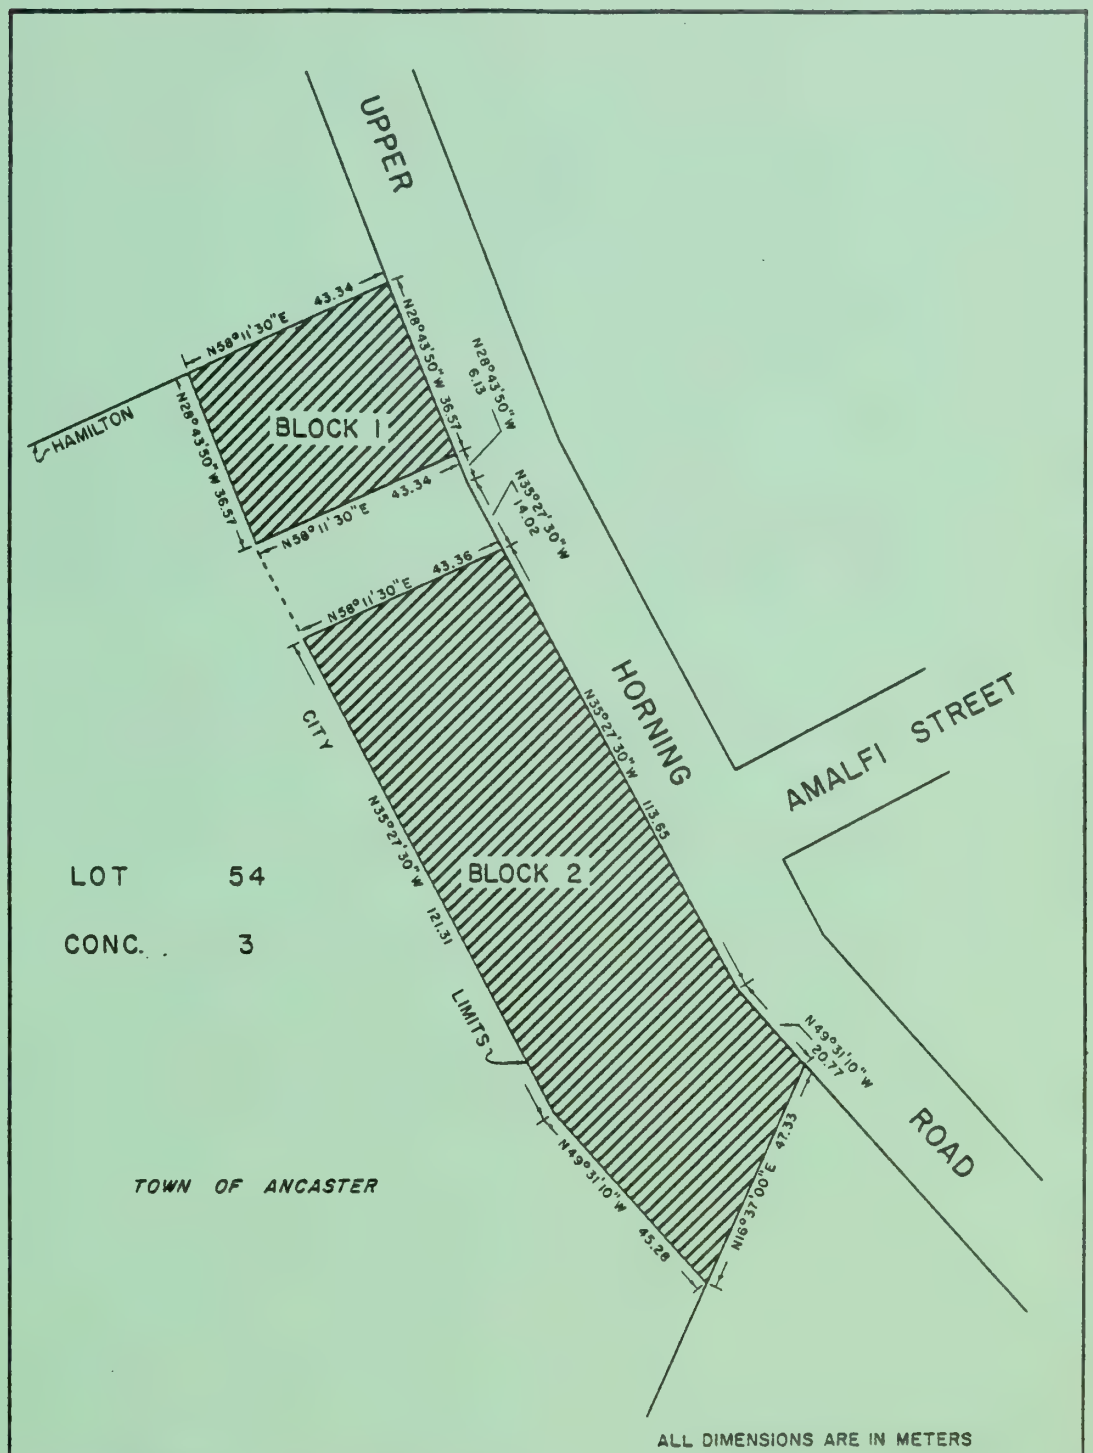 UPPER
N58°11'30"E 43.34
N28°43'50"W 36.57
N28°43'50"W
6.13
HAMILTON
BLOCK 1
N28°43'50"W 36.57
N58°11'30"E 43.34
N35°27'30"W
14.02
N58°11'30"E 43.36
HORNING
AMALFI STREET
CITY
N35°27'30"W 113.65
N35°27'30"W 121.31
BLOCK 2
LOT 54
CONC. 3
LIMITS
N49°31'10"W
20.77
ROAD
N49°31'10"W 45.28
N16°37'00"E 47.33
TOWN OF ANCASTER
ALL DIMENSIONS ARE IN METERS